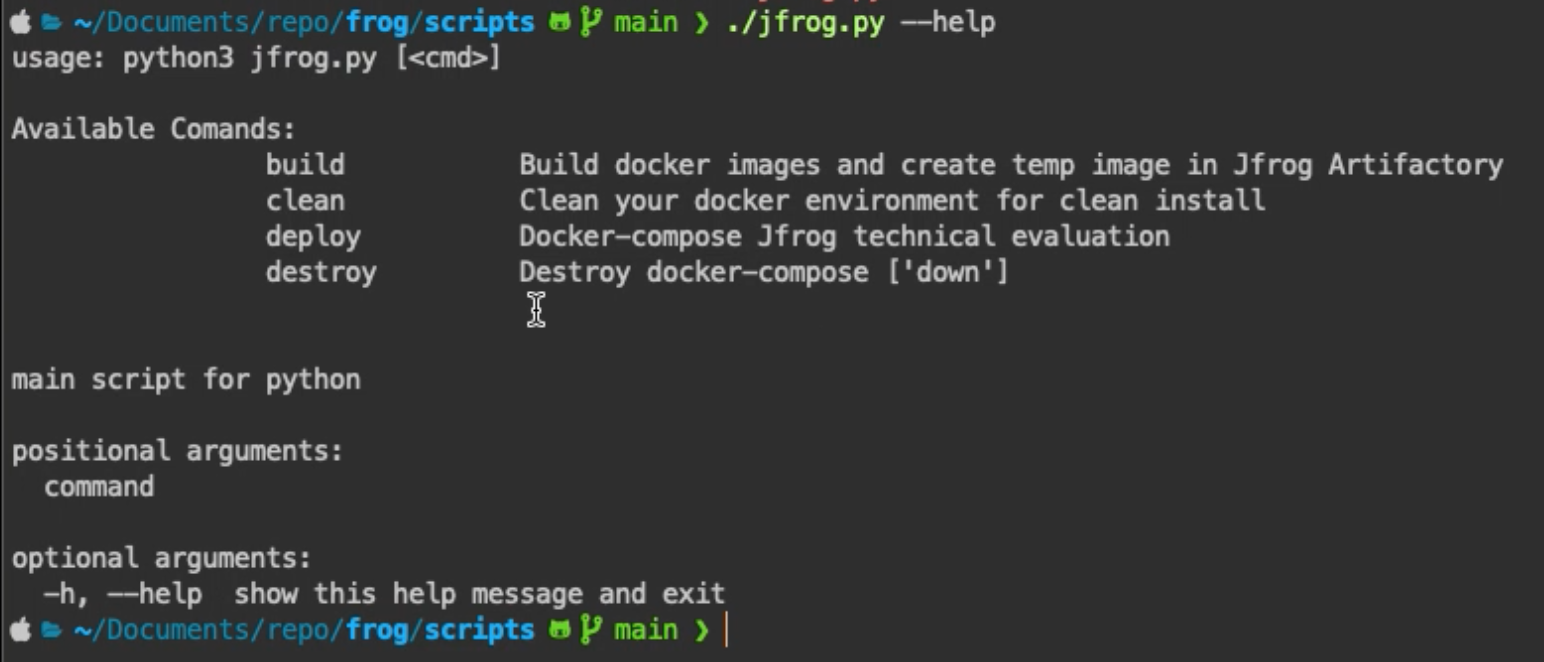 ~/Documents/repo/frog/scripts main ❯ ./jfrog.py --help
usage: python3 jfrog.py [<cmd>]
Available Comands:
build Build docker images and create temp image in Jfrog Artifactory
clean Clean your docker environment for clean install
deploy Docker-compose Jfrog technical evaluation
destroy Destroy docker-compose ['down']
main script for python
positional arguments:
command
optional arguments:
-h, --help show this help message and exit
~/Documents/repo/frog/scripts main ❯